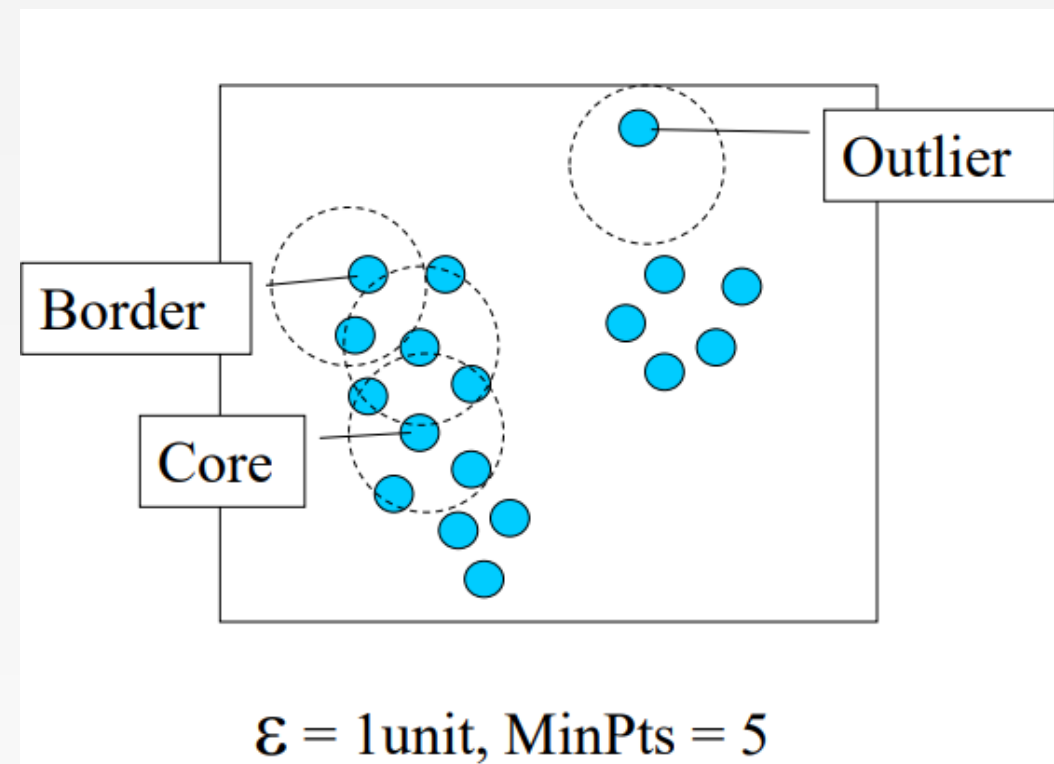 Outlier
Border
Core
ε = 1unit, MinPts = 5